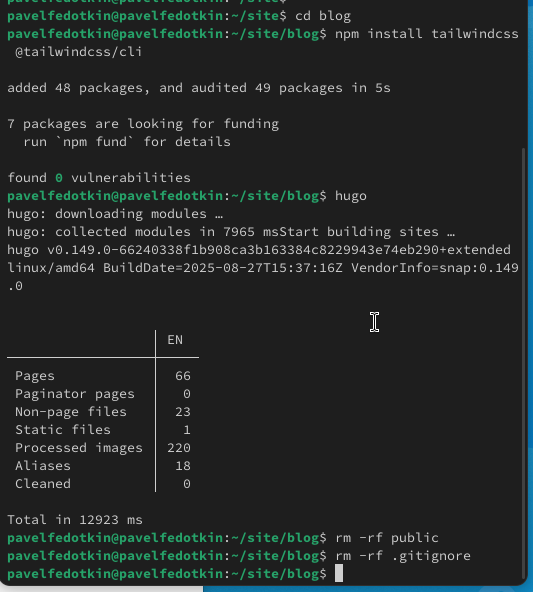 pavelfedotkin@pavelfedotkin:~/site$ cd blog
pavelfedotkin@pavelfedotkin:~/site/blog$ npm install tailwindcss
@tailwindcss/cli
added 48 packages, and audited 49 packages in 5s
7 packages are looking for funding
run `npm fund` for details
found 0 vulnerabilities
pavelfedotkin@pavelfedotkin:~/site/blog$ hugo
hugo: downloading modules …
hugo: collected modules in 7965 msStart building sites …
hugo v0.149.0-66240338f1b908ca3b163384c8229943e74eb290+extended
linux/amd64 BuildDate=2025-08-27T15:37:16Z VendorInfo=snap:0.149
.0
EN
Pages 66
Paginator pages 0
Non-page files 23
Static files 1
Processed images 220
Aliases 18
Cleaned 0
Total in 12923 ms
pavelfedotkin@pavelfedotkin:~/site/blog$ rm -rf public
pavelfedotkin@pavelfedotkin:~/site/blog$ rm -rf .gitignore
pavelfedotkin@pavelfedotkin:~/site/blog$